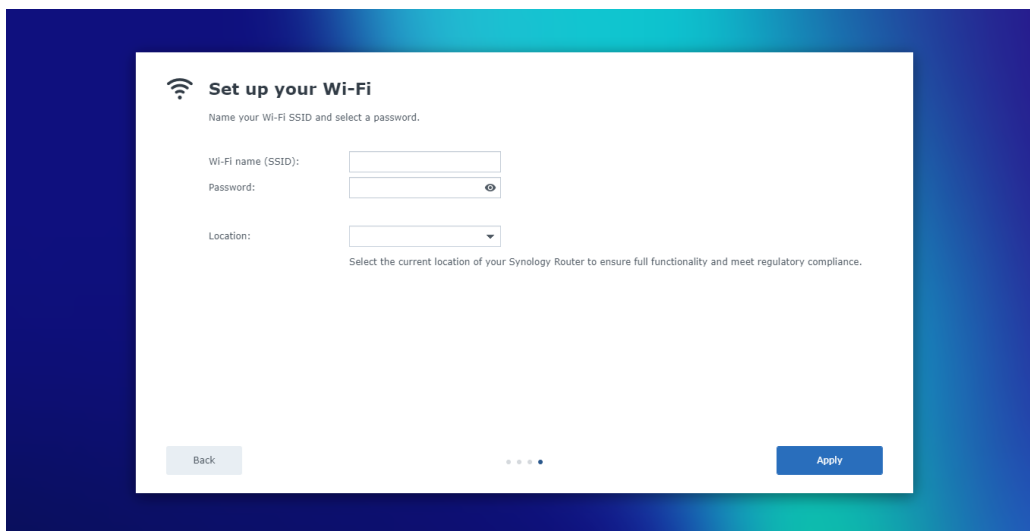 Set up your Wi-Fi
Name your Wi-Fi SSID and select a password.
Wi-Fi name (SSID):
Password:
Location:
Select the current location of your Synology Router to ensure full functionality and meet regulatory compliance.
Back
Apply